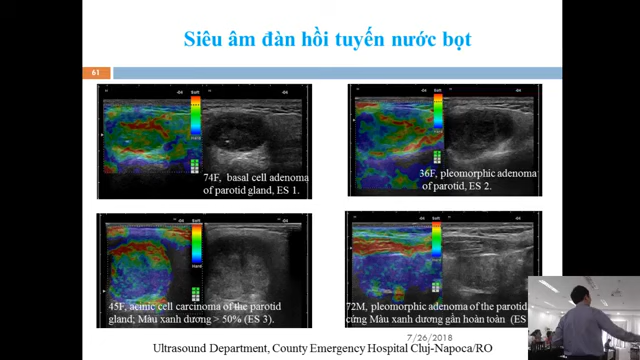 Siêu âm đàn hồi tuyến nước bọt
61
74F, basal cell adenoma
of parotid gland, ES 1.
36F, pleomorphic adenoma
of parotid, ES 2.
45F, acinic cell carcinoma of the parotid
gland; Màu xanh dương > 50% (ES 3).
72M, pleomorphic adenoma of the parotid,
cứng Màu xanh dương gần hoàn toàn (ES
7/26/2018
Ultrasound Department, County Emergency Hospital Cluj-Napoca/RO